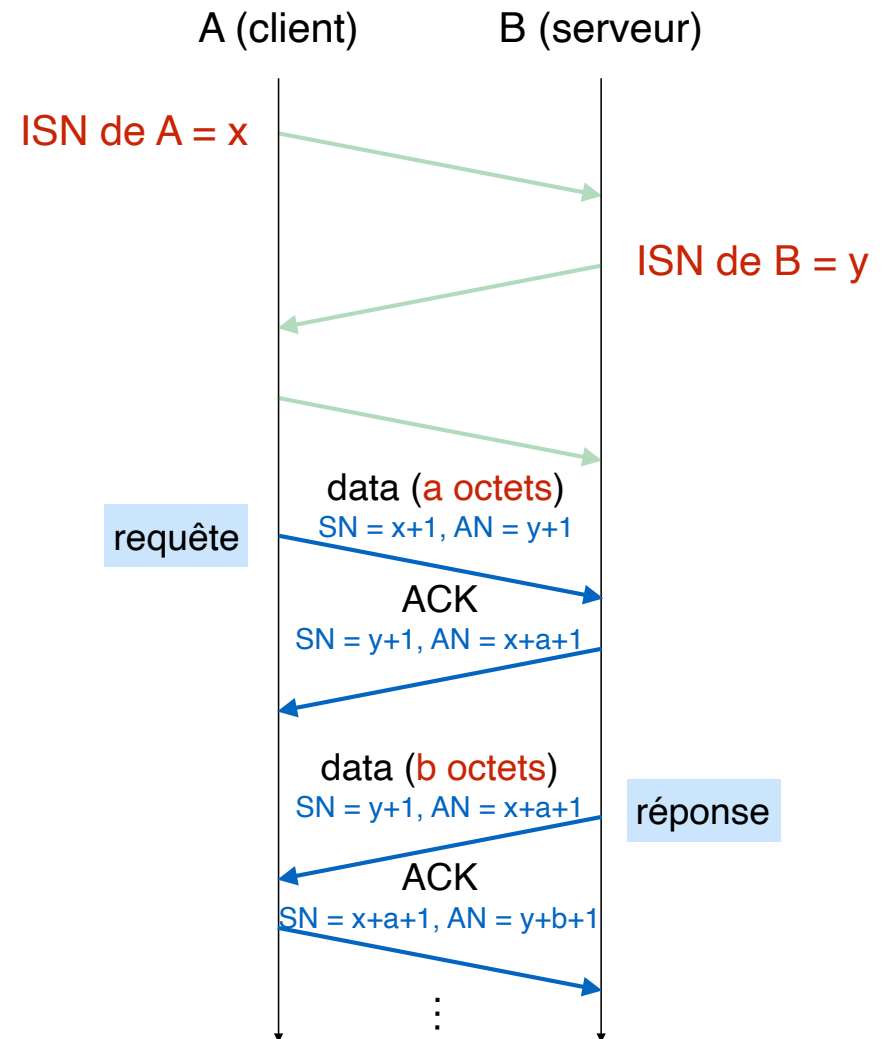 A (client)
B (serveur)
ISN de A = x
ISN de B = y
data (a octets)
SN = x+1, AN = y+1
requête
ACK
SN = y+1, AN = x+a+1
data (b octets)
SN = y+1, AN = x+a+1
réponse
ACK
SN = x+a+1, AN = y+b+1
⋮